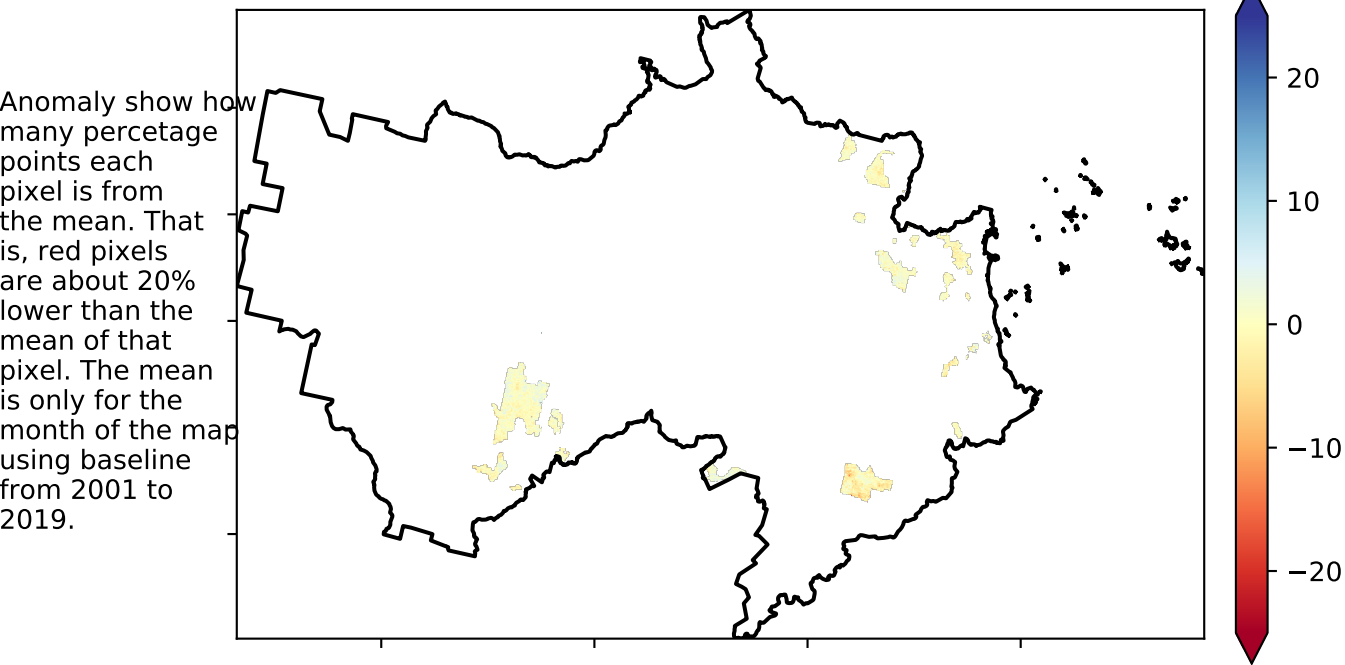 Anomaly show how
many percetage
points each
pixel is from
the mean. That
is, red pixels
are about 20%
lower than the
mean of that
pixel. The mean
is only for the
month of the map
using baseline
from 2001 to
2019.
20
10
0
−10
−20